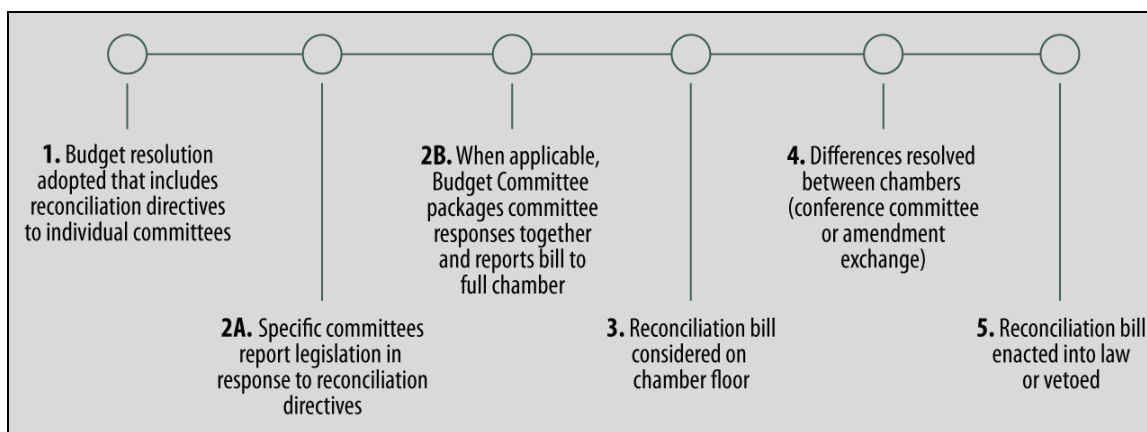 1. Budget resolution
adopted that includes
reconciliation directives
to individual committees
2A. Specific committees
report legislation in
response to reconciliation
directives
2B. When applicable,
Budget Committee
packages committee
responses together
and reports bill to
full chamber
3. Reconciliation bill
considered on
chamber floor
4. Differences resolved
between chambers
(conference committee
or amendment
exchange)
5. Reconciliation bill
enacted into law
or vetoed